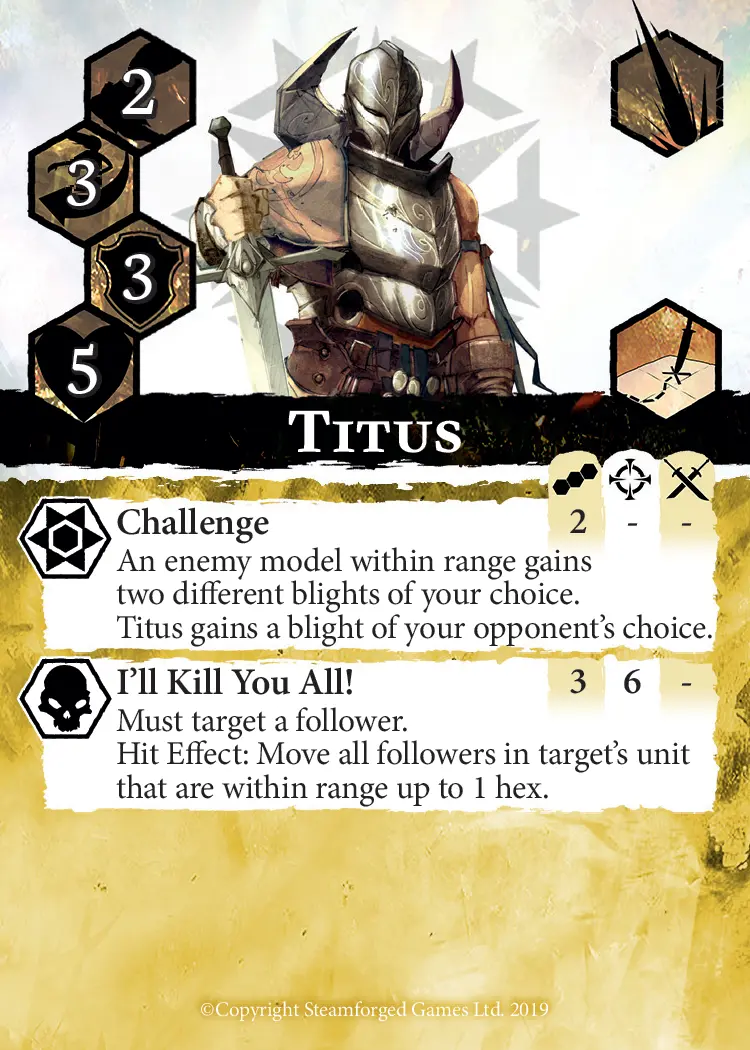 2
3
3
5
Titus
Challenge 2 - -
An enemy model within range gains
two different blights of your choice.
Titus gains a blight of your opponent's choice.
I'll Kill You All! 3 6 -
Must target a follower.
Hit Effect: Move all followers in target's unit
that are within range up to 1 hex.
©Copyright Steamforged Games Ltd. 2019